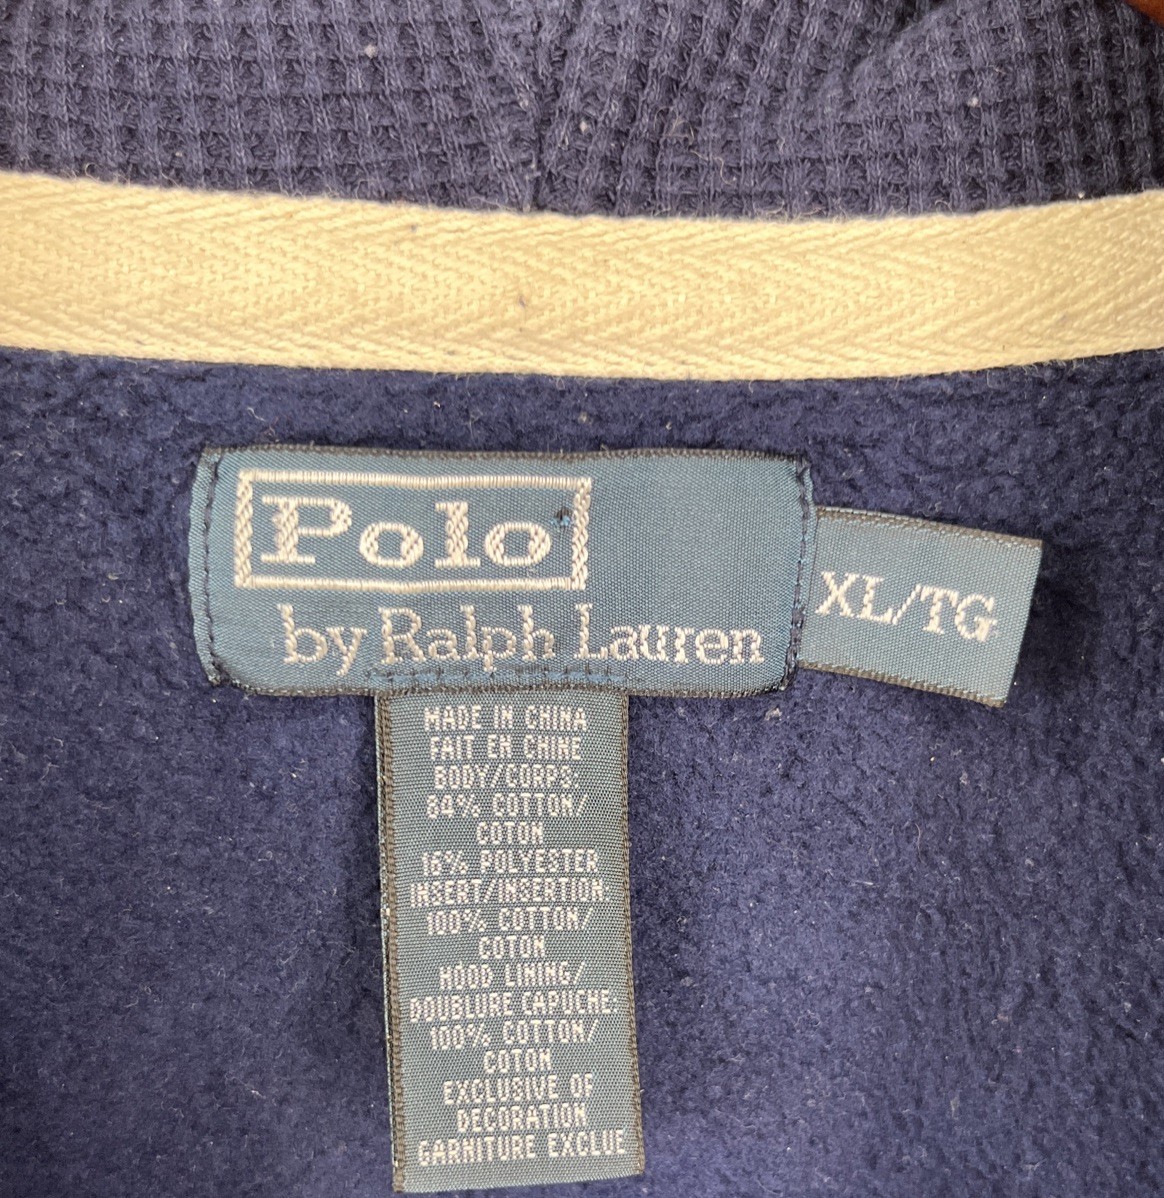 Polo
by Ralph Lauren
XL/TG
MADE IN CHINA
FAIT EN CHINE
BODY/CORPS:
84% COTTON/
COTON
16% POLYESTER
INSERT/INSERTION:
100% COTTON/
COTON
HOOD LINING/
DOUBLURE CAPUCHE:
100% COTTON/
COTON
EXCLUSIVE OF
DECORATION
GARNITURE EXCLUE